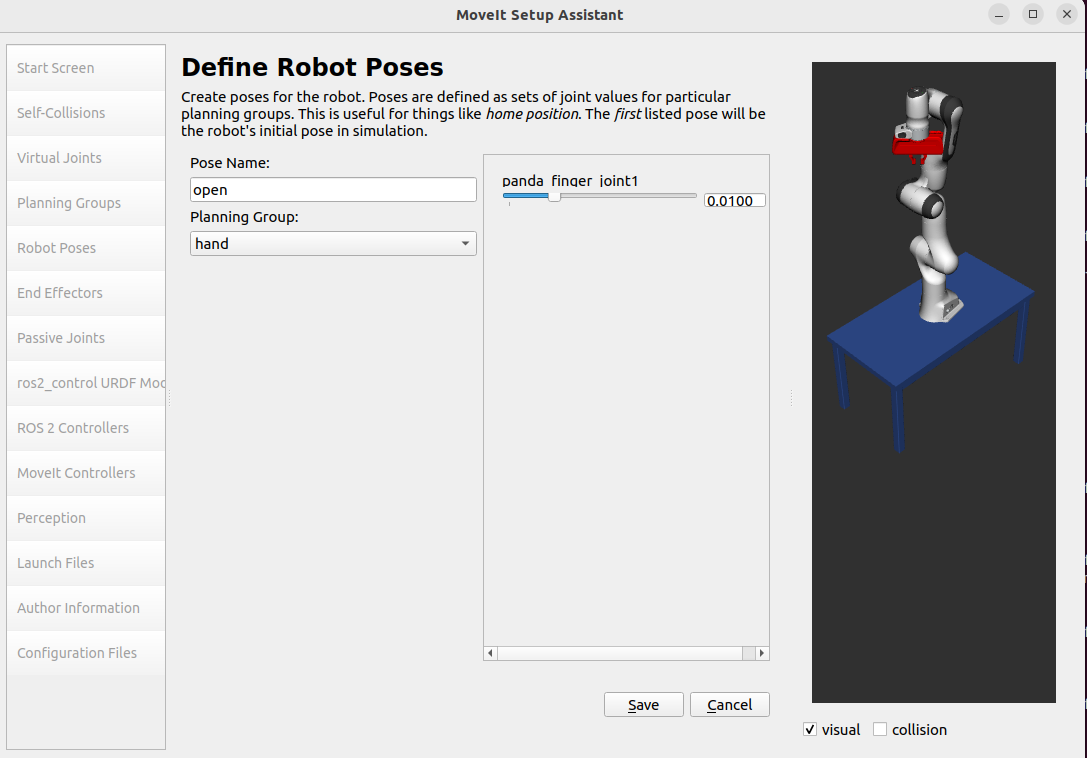 MoveIt Setup Assistant
Start Screen
Self-Collisions
Virtual Joints
Planning Groups
Robot Poses
End Effectors
Passive Joints
ros2_control URDF Moc
ROS 2 Controllers
MoveIt Controllers
Perception
Launch Files
Author Information
Configuration Files
Define Robot Poses
Create poses for the robot. Poses are defined as sets of joint values for particular
planning groups. This is useful for things like home position. The first listed pose will be
the robot's initial pose in simulation.
Pose Name:
open
Planning Group:
hand
panda_finger_joint1
0.0100
Save
Cancel
visual
collision